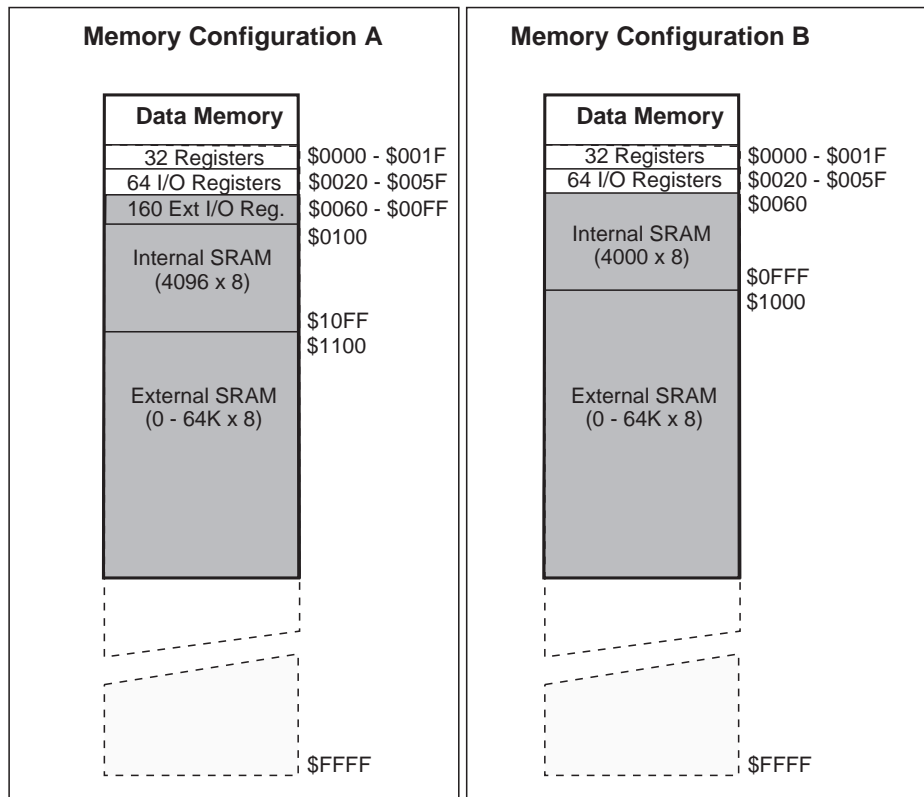 Memory Configuration A
Data Memory
32 Registers
$0000 - $001F
64 I/O Registers
$0020 - $005F
160 Ext I/O Reg.
$0060 - $00FF
$0100
Internal SRAM
(4096 x 8)
$10FF
$1100
External SRAM
(0 - 64K x 8)
$FFFF
Memory Configuration B
Data Memory
32 Registers
$0000 - $001F
64 I/O Registers
$0020 - $005F
$0060
Internal SRAM
(4000 x 8)
$0FFF
$1000
External SRAM
(0 - 64K x 8)
$FFFF